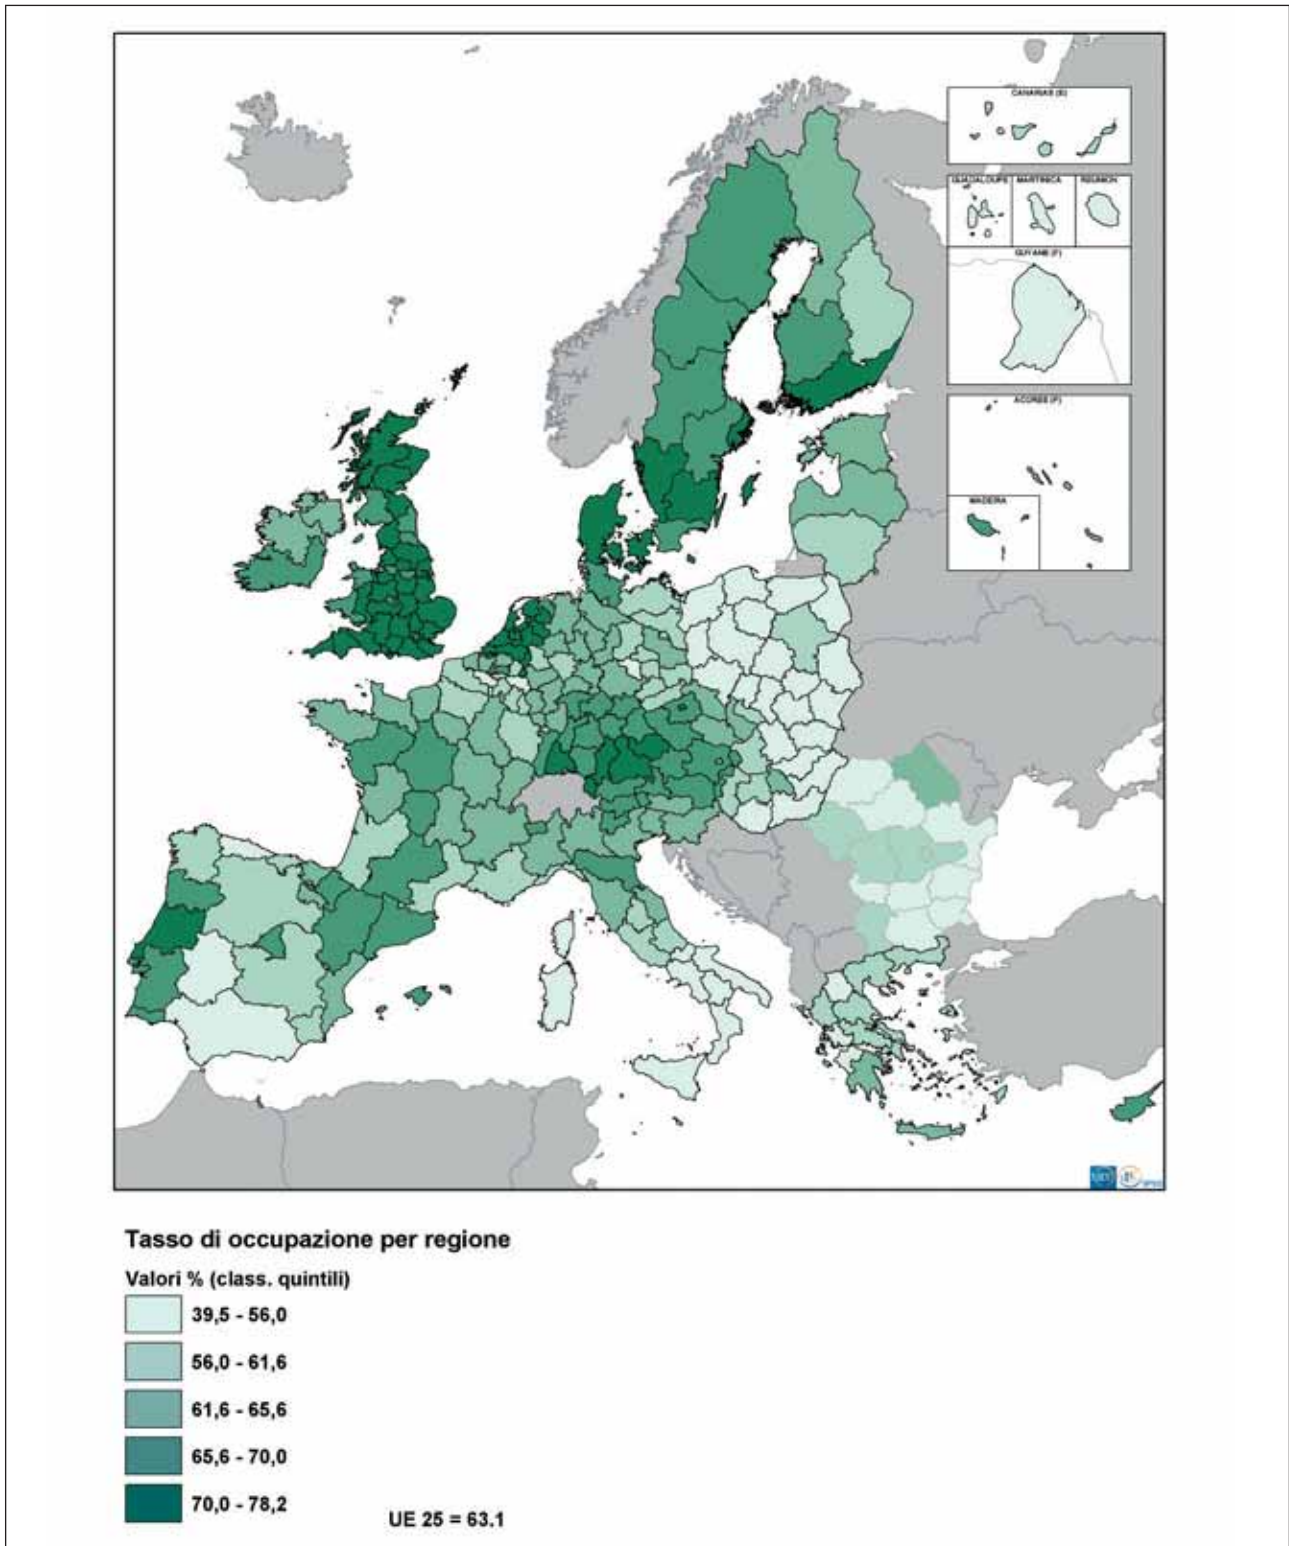 CANARIAS (E)
GUADALOUPE MARTINICA REUNION
GUYANE (F)
ACORES (P)
MADEIRA
Tasso di occupazione per regione
Valori % (class. quintili)
39,5 - 56,0
56,0 - 61,6
61,6 - 65,6
65,6 - 70,0
70,0 - 78,2
UE 25 = 63.1